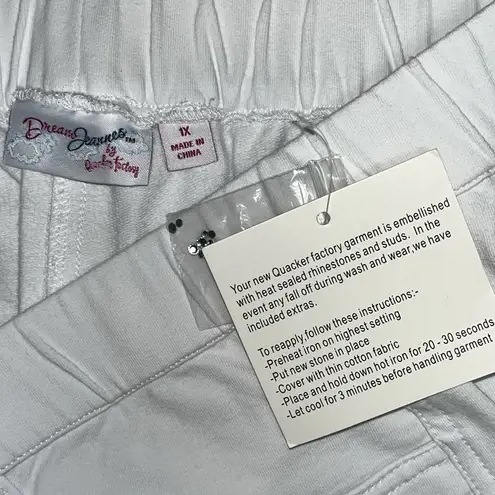 Dream Jeannes™
by
Quacker Factory
1X
MADE IN
CHINA
Your new Quacker factory garment is embellished
with heat sealed rhinestones and studs. In the
event any fall off during wash and wear,we have
included extras.
To reapply,follow these instructions:-
-Preheat iron on highest setting
-Put new stone in place
-Cover with thin cotton fabric
-Place and hold down hot iron for 20 - 30 seconds
-Let cool for 3 minutes before handling garment